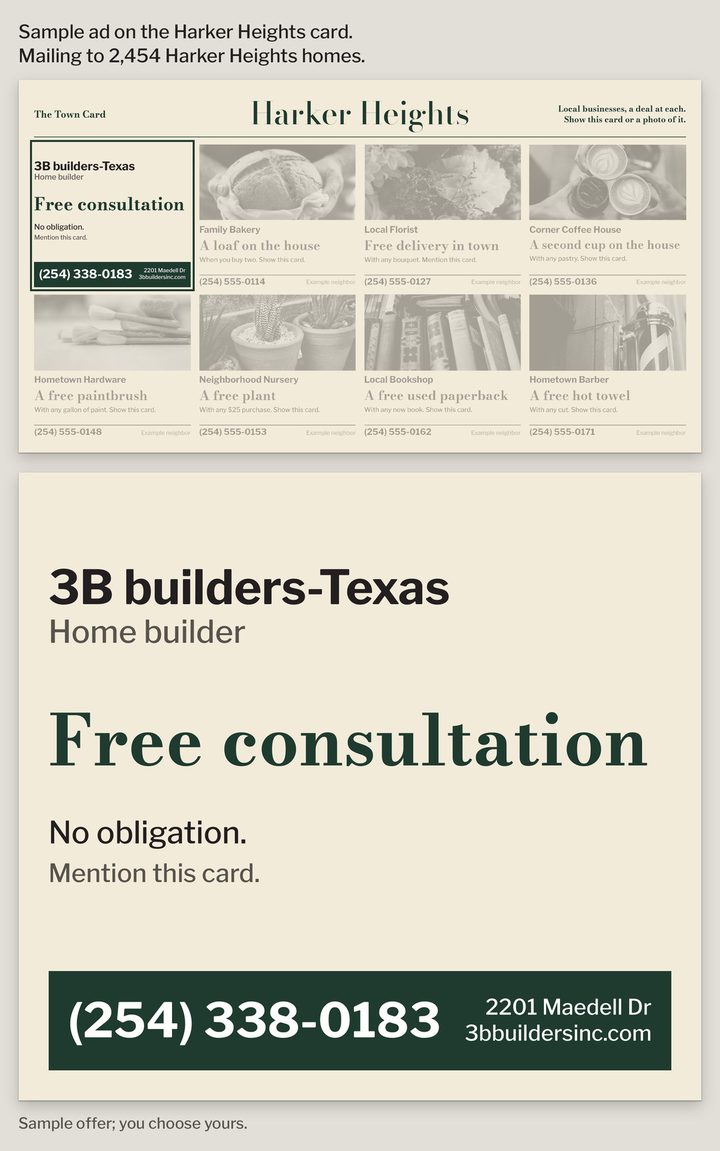 Sample ad on the Harker Heights card.
Mailing to 2,454 Harker Heights homes.
The Town Card
Harker Heights
Local businesses, a deal at each.
Show this card or a photo of it.
3B builders-Texas
Home builder
Free consultation
No obligation.
Mention this card.
(254) 338-0183
2201 Maedell Dr
3bbuildersinc.com
Family Bakery
A loaf on the house
When you buy two. Show this card.
(254) 555-0114
Example neighbor
Local Florist
Free delivery in town
With any bouquet. Mention this card.
(254) 555-0127
Example neighbor
Corner Coffee House
A second cup on the house
With any pastry. Show this card.
(254) 555-0136
Example neighbor
Hometown Hardware
A free paintbrush
With any gallon of paint. Show this card.
(254) 555-0148
Example neighbor
Neighborhood Nursery
A free plant
With any $25 purchase. Show this card.
(254) 555-0153
Example neighbor
Local Bookshop
A free used paperback
With any new book. Show this card.
(254) 555-0162
Example neighbor
Hometown Barber
A free hot towel
With any cut. Show this card.
(254) 555-0171
Example neighbor
3B builders-Texas
Home builder
Free consultation
No obligation.
Mention this card.
(254) 338-0183
2201 Maedell Dr
3bbuildersinc.com
Sample offer; you choose yours.